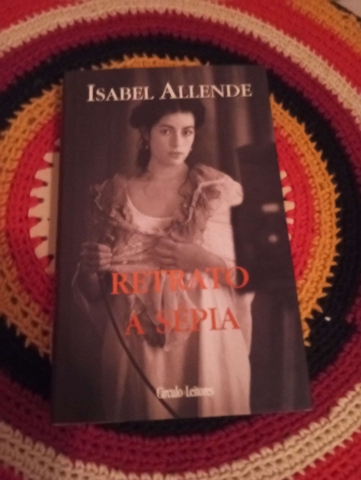 ISABEL ALLENDE
RETRATO
A SÉPIA
Círculo-Leitores